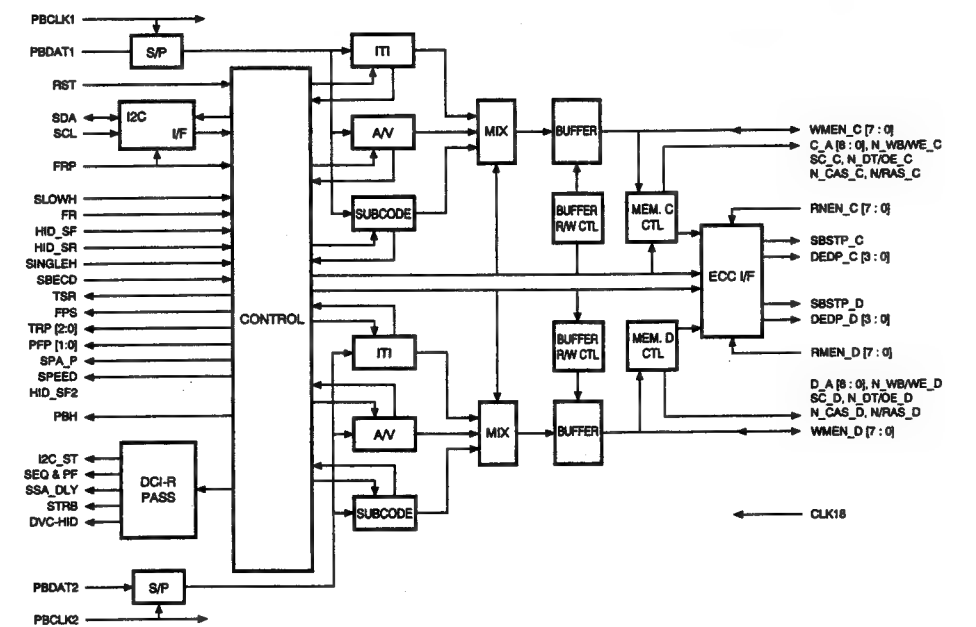 PBCLK1
PBDAT1
S/P
RST
SDA
SCL
I2C
I/F
FRP
SLOWH
FR
HID_SF
HID_SR
SINGLEH
SBECD
TSR
FPS
TRP [2:0]
PFP [1:0]
SPA_P
SPEED
HID_SF2
PBH
I2C_ST
SEQ & PF
SSA_DLY
STRB
DVC-HID
DCI-R
PASS
PBDAT2
S/P
PBCLK2
CONTROL
ITI
A/V
SUBCODE
ITI
A/V
SUBCODE
MIX
MIX
BUFFER
BUFFER
R/W CTL
BUFFER
R/W CTL
BUFFER
MEM. C
CTL
MEM. D
CTL
ECC I/F
WMEN_C [7 : 0]
C_A [8 : 0], N_WB/WE_C
SC_C, N_DT/OE_C
N_CAS_C, N/RAS_C
RNEN_C [7 : 0]
SBSTP_C
DEDP_C [3 : 0]
SBSTP_D
DEDP_D [3 : 0]
RMEN_D [7 : 0]
D_A [8 : 0], N_WB/WE_D
SC_D, N_DT/OE_D
N_CAS_D, N/RAS_D
WMEN_D [7 : 0]
CLK18